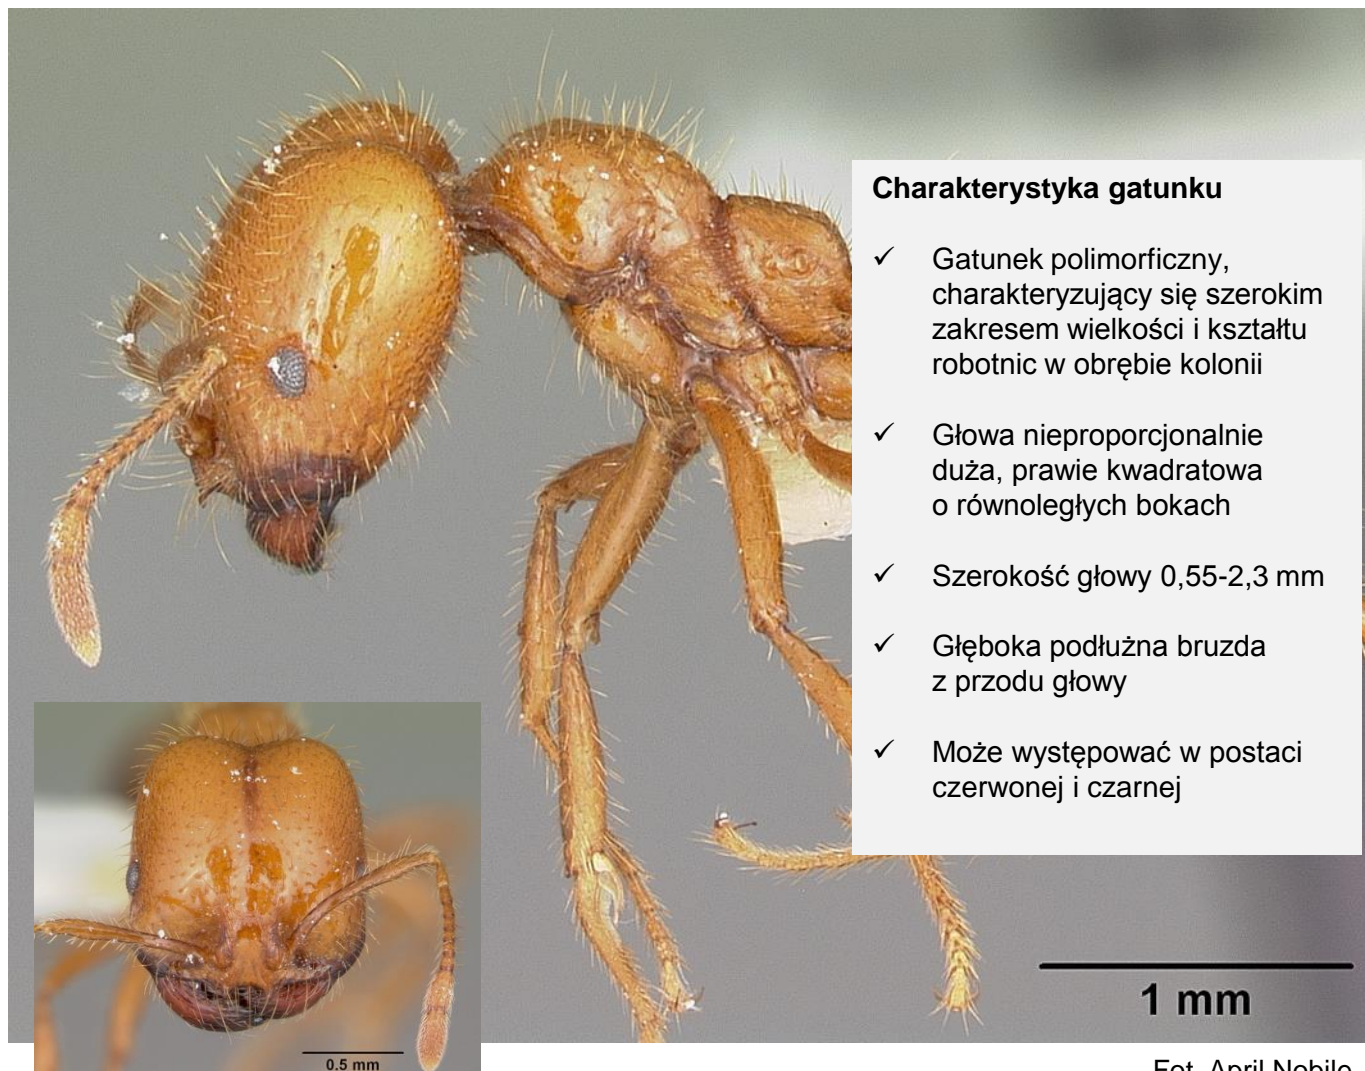 Charakterystyka gatunku
✓ Gatunek polimorficzny,
charakteryzujący się szerokim
zakresem wielkości i kształtu
robotnic w obrębie kolonii
✓ Głowa nieproporcjonalnie
duża, prawie kwadratowa
o równoległych bokach
✓ Szerokość głowy 0,55-2,3 mm
✓ Głęboka podłużna bruzda
z przodu głowy
✓ Może występować w postaci
czerwonej i czarnej
1 mm
0.5 mm
Fot. April Nobile